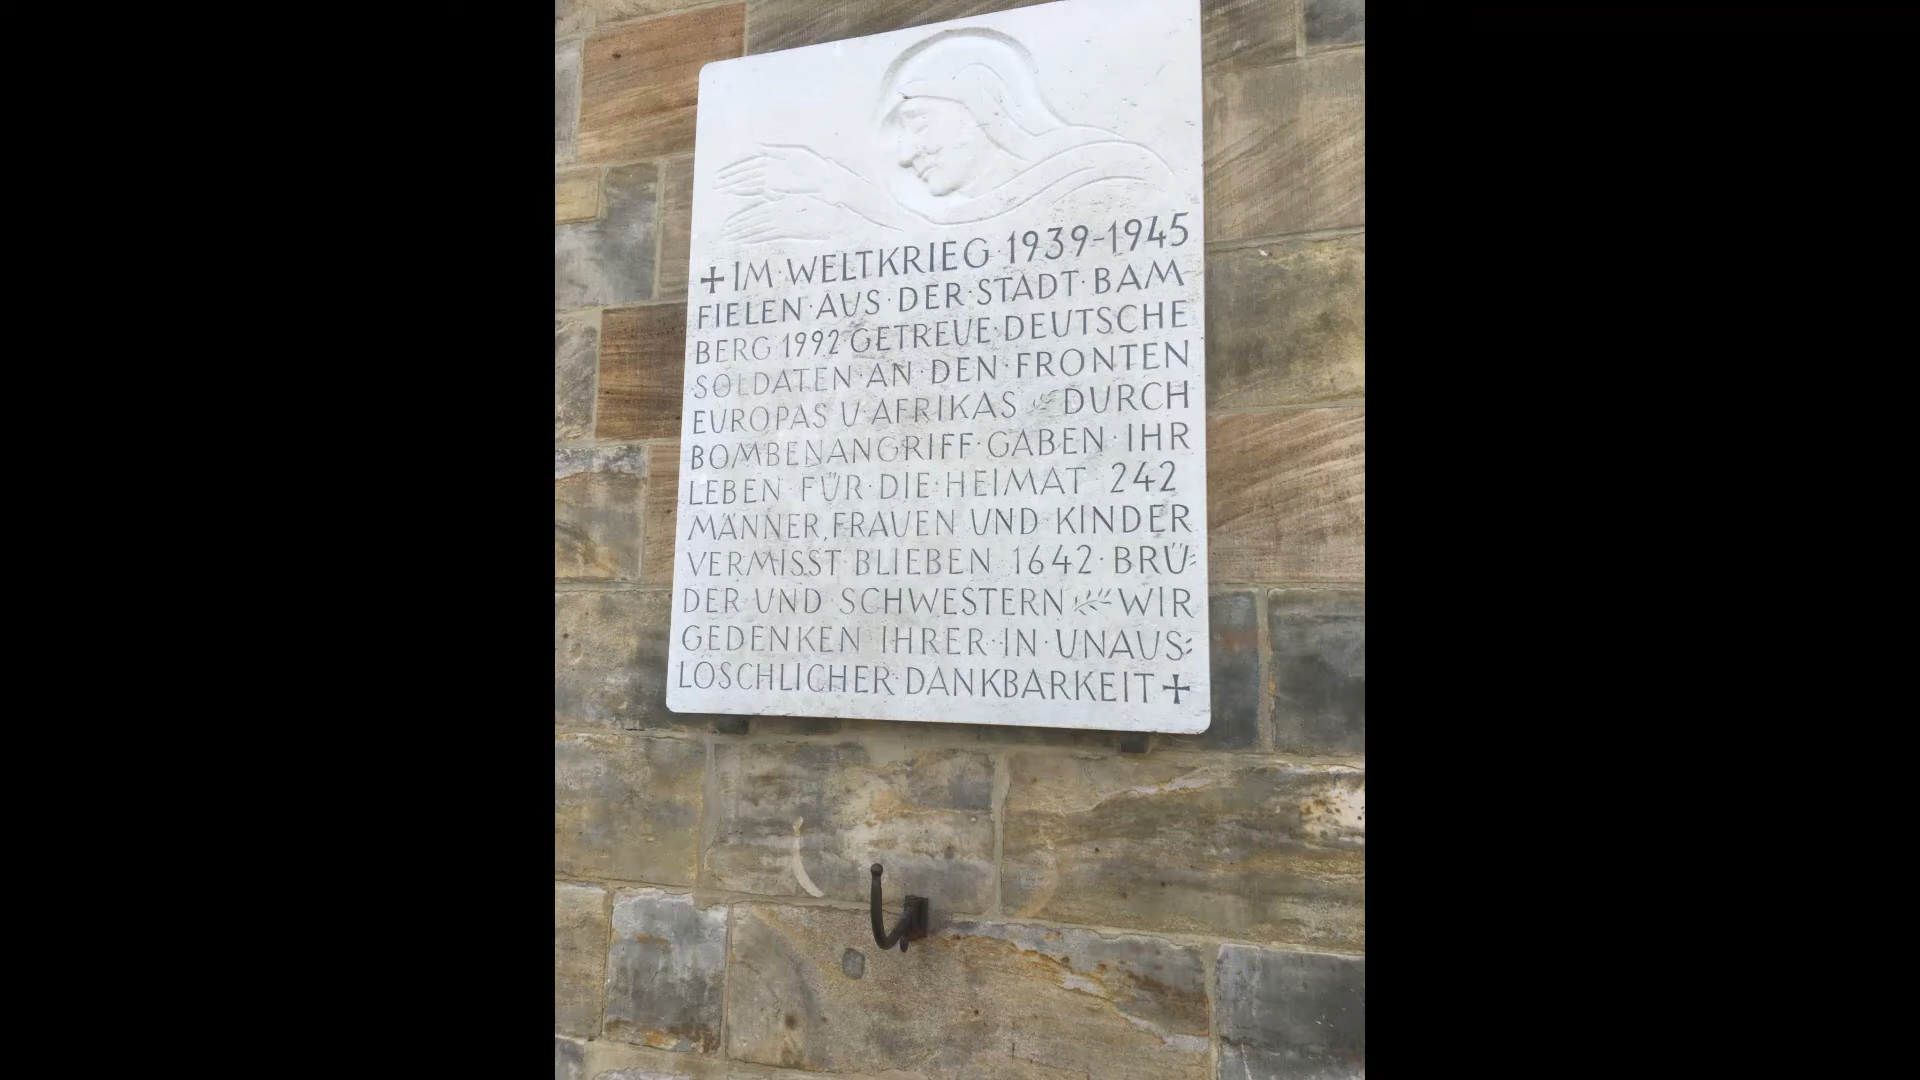 + IM·WELTKRIEG·1939-1945
FIELEN·AUS·DER·STADT·BAM
BERG·1992·GETREUE·DEUTSCHE
SOLDATEN·AN·DEN·FRONTEN
EUROPAS U·AFRIKAS DURCH
BOMBENANGRIFF·GABEN·IHR
LEBEN·FÜR·DIE·HEIMAT 242
MÄNNER, FRAUEN UND KINDER
VERMISST·BLIEBEN 1642·BRÜ:
DER·UND SCHWESTERN WIR
GEDENKEN IHRER·IN·UNAUS:
LÖSCHLICHER·DANKBARKEIT +